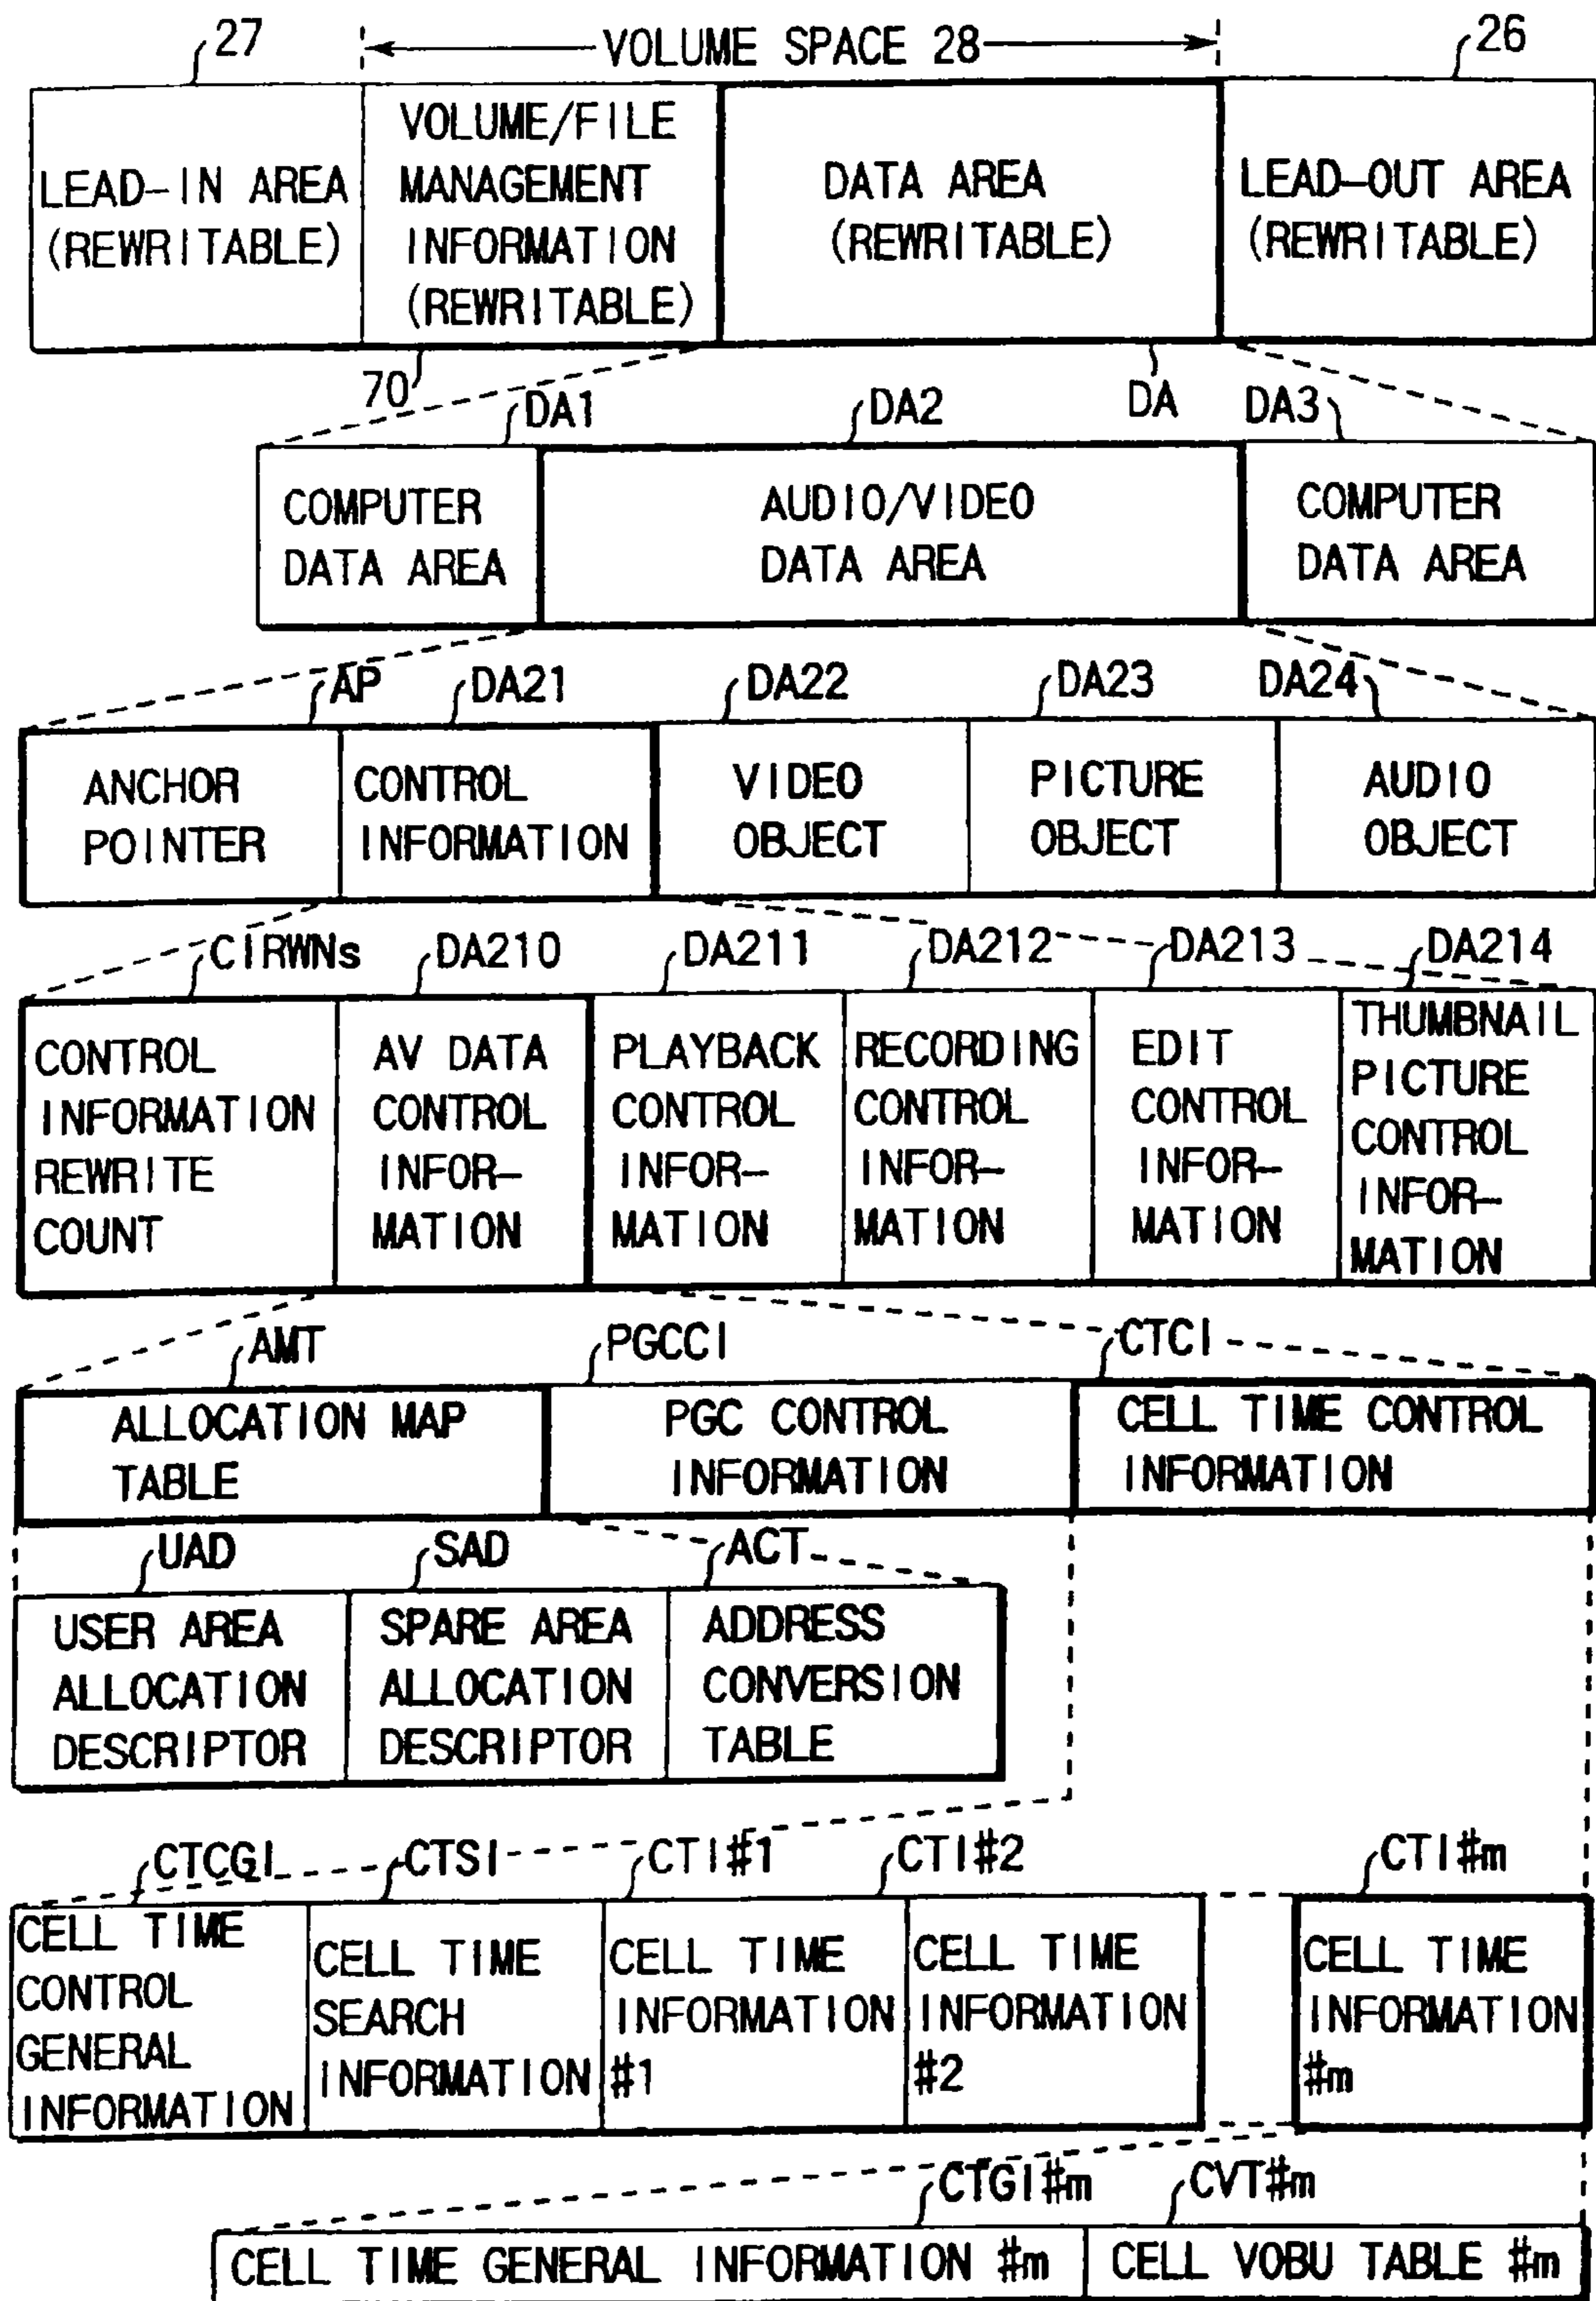 27
VOLUME SPACE 28
26
LEAD-IN AREA
(REWRITABLE)
VOLUME/FILE
MANAGEMENT
INFORMATION
(REWRITABLE)
DATA AREA
(REWRITABLE)
LEAD-OUT AREA
(REWRITABLE)
70
DA
DA1
DA2
DA3
COMPUTER
DATA AREA
AUDIO/VIDEO
DATA AREA
COMPUTER
DATA AREA
AP
DA21
DA22
DA23
DA24
ANCHOR
POINTER
CONTROL
INFORMATION
VIDEO
OBJECT
PICTURE
OBJECT
AUDIO
OBJECT
CIRWNs
DA210
DA211
DA212
DA213
DA214
CONTROL
INFORMATION
REWRITE
COUNT
AV DATA
CONTROL
INFOR-
MATION
PLAYBACK
CONTROL
INFOR-
MATION
RECORDING
CONTROL
INFOR-
MATION
EDIT
CONTROL
INFOR-
MATION
THUMBNAIL
PICTURE
CONTROL
INFOR-
MATION
AMT
PGCCI
CTCI
ALLOCATION MAP
TABLE
PGC CONTROL
INFORMATION
CELL TIME CONTROL
INFORMATION
UAD
SAD
ACT
USER AREA
ALLOCATION
DESCRIPTOR
SPARE AREA
ALLOCATION
DESCRIPTOR
ADDRESS
CONVERSION
TABLE
CTCGI
CTSI
CTI#1
CTI#2
CTI#m
CELL TIME
CONTROL
GENERAL
INFORMATION
CELL TIME
SEARCH
INFORMATION
CELL TIME
INFORMATION
#1
CELL TIME
INFORMATION
#2
CELL TIME
INFORMATION
#m
CTGI#m
CVT#m
CELL TIME GENERAL INFORMATION #m
CELL VOBU TABLE #m